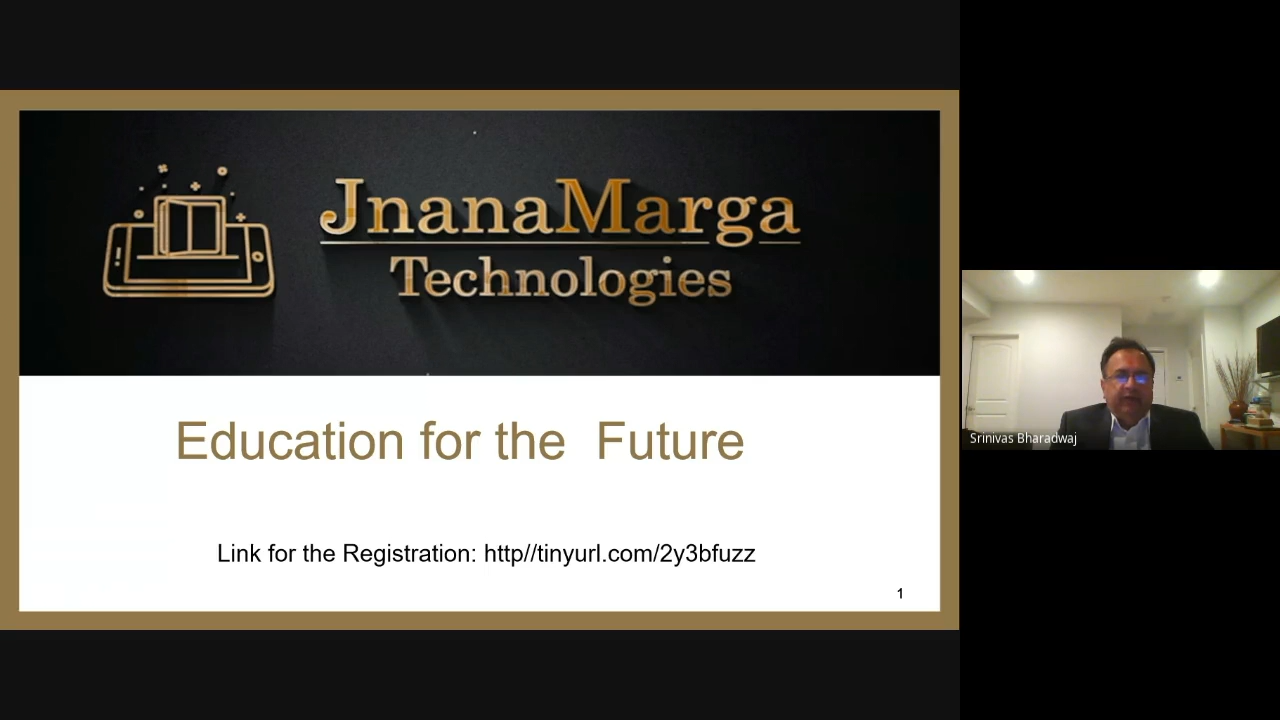 JnanaMarga
Technologies
Education for the  Future
Link for the Registration: http//tinyurl.com/2y3bfuzz
1
Srinivas Bharadwaj